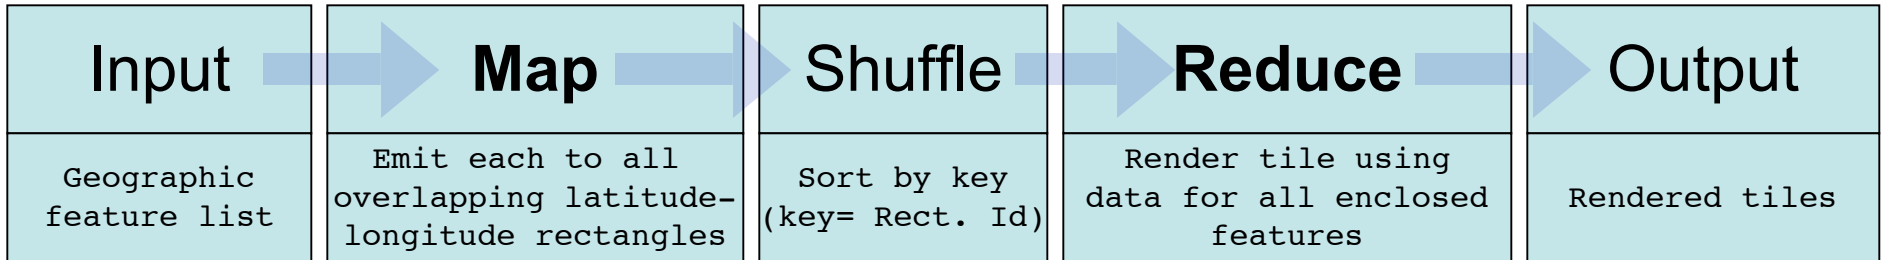 Input
Map
Shuffle
Reduce
Output
Geographic
feature list
Emit each to all
overlapping latitude-
longitude rectangles
Sort by key
(key= Rect. Id)
Render tile using
data for all enclosed
features
Rendered tiles